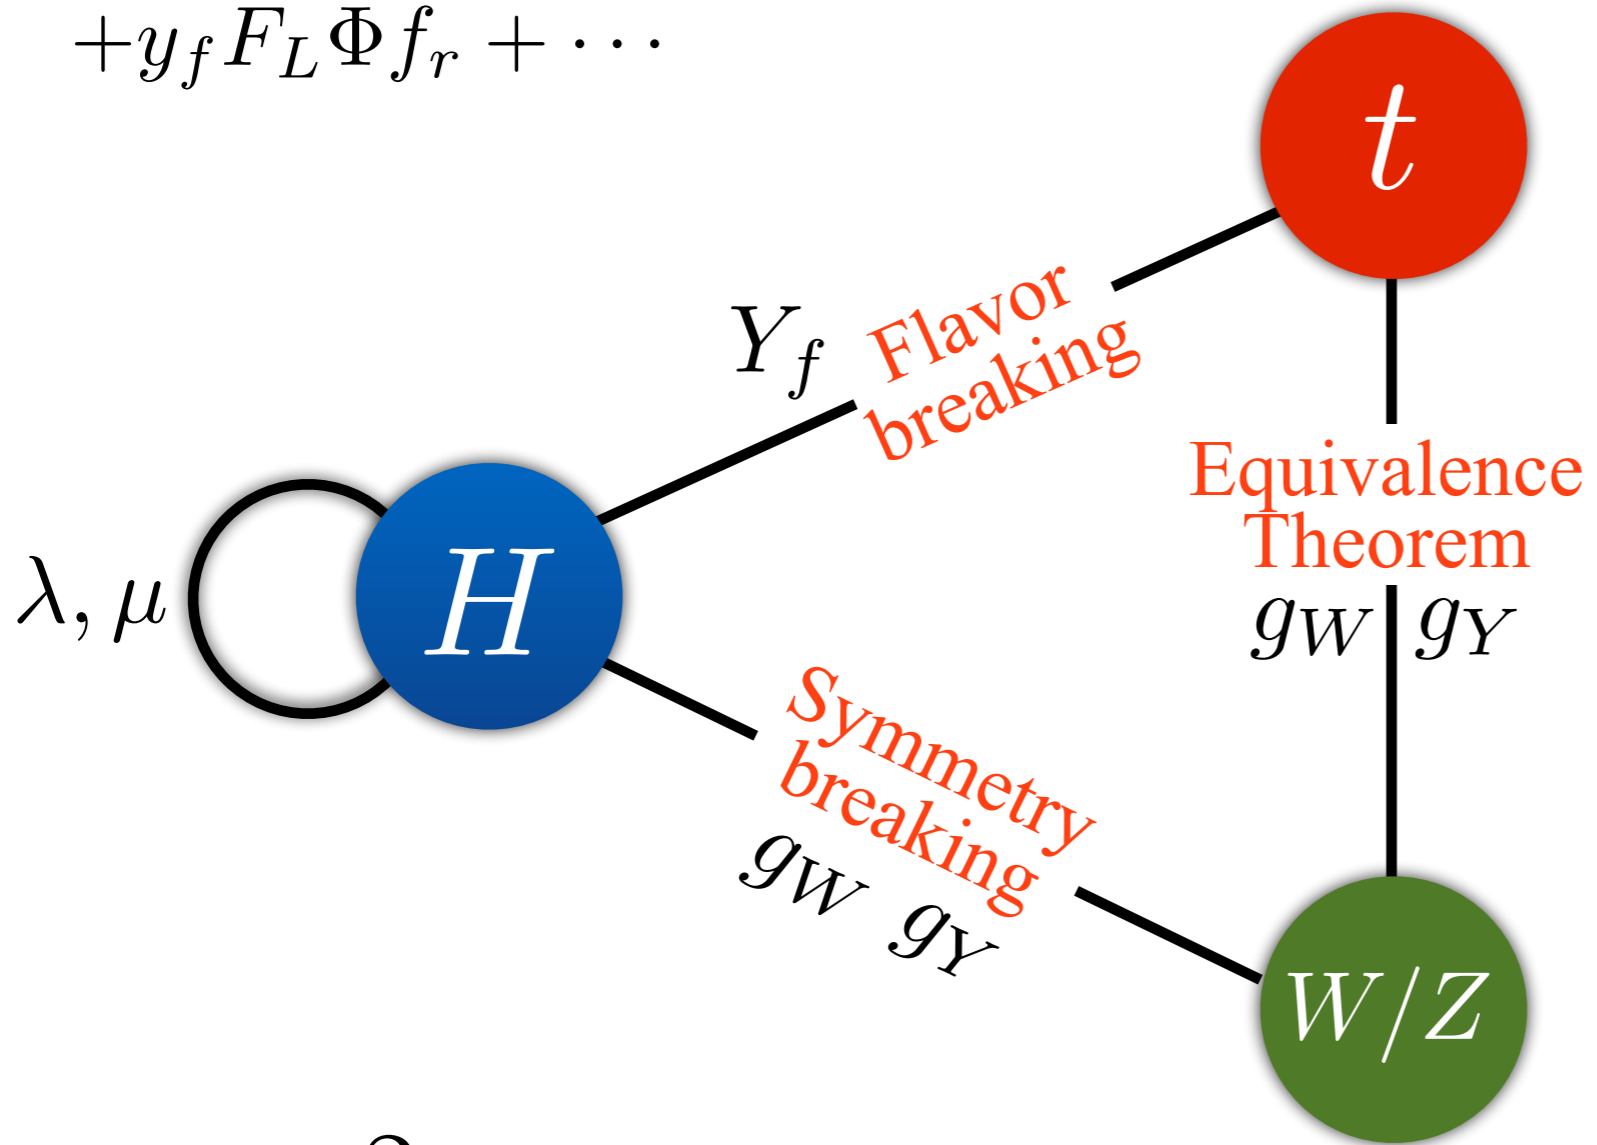 +y_f F_L Φ f_r + ···
t
Y_f
Flavor
breaking
Equivalence
Theorem
g_W g_Y
λ, μ
H
Symmetry
breaking
g_W g_Y
W/Z